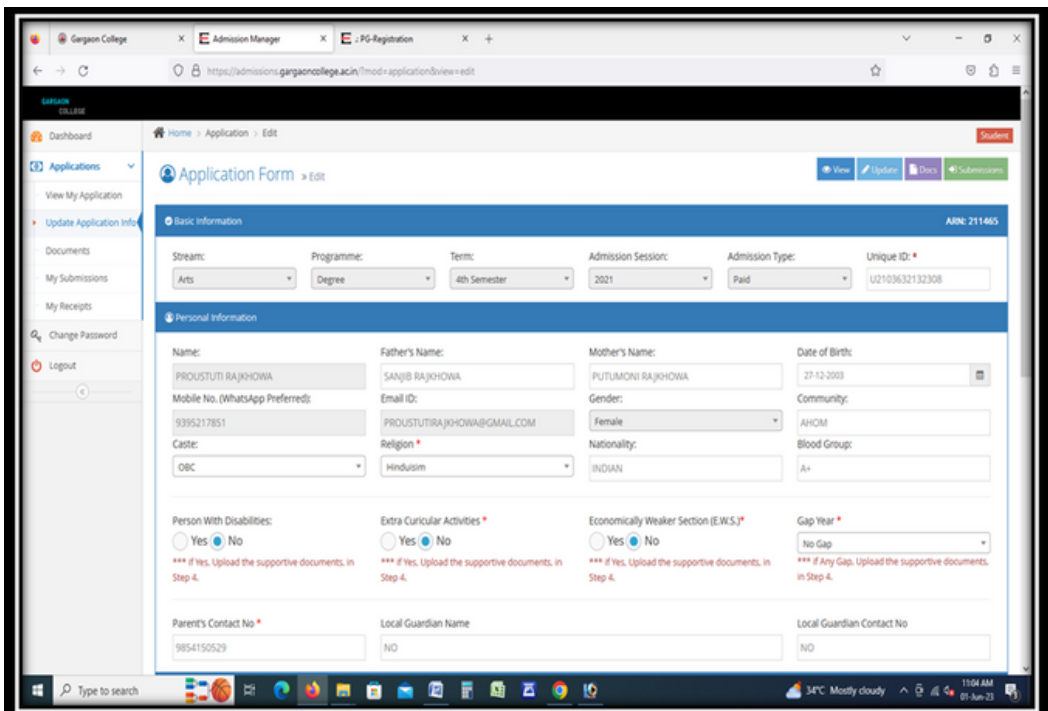 Gargaon College
Admission Manager
: PG-Registration
https://admissions.gargaoncollege.ac.in/?mod=application&view=edit
GARGAON
COLLEGE
Dashboard
Home > Application > Edit
Student
Applications
Application Form » Edit
View
Update
Docs
Submissions
View My Application
Update Application Info
Documents
My Submissions
My Receipts
Change Password
Logout
Basic Information ARN: 211465
Stream: Programme: Term: Admission Session: Admission Type: Unique ID: *
Arts Degree 4th Semester 2021 Paid U2103632132308
Personal Information
Name: Father's Name: Mother's Name: Date of Birth:
PROUSTUTI RAJKHOWA SANJIB RAJKHOWA PUTUMONI RAJKHOWA 27-12-2003
Mobile No. (WhatsApp Preferred): Email ID: Gender: Community:
9395217851 PROUSTUTIRAJKHOWA@GMAIL.COM Female AHOM
Caste: Religion * Nationality: Blood Group:
OBC Hinduisim INDIAN A+
Person With Disabilities: Extra Curicular Activities * Economically Weaker Section (E.W.S.)* Gap Year *
Yes No Yes No Yes No No Gap
*** if Yes, Upload the supportive documents, in Step 4.
*** if Yes, Upload the supportive documents, in Step 4.
*** if Yes, Upload the supportive documents, in Step 4.
*** if Any Gap, Upload the supportive documents, in Step 4.
Parent's Contact No * Local Guardian Name Local Guardian Contact No
9854150529 NO NO
Type to search
34°C Mostly cloudy
11:04 AM
01-Jun-23